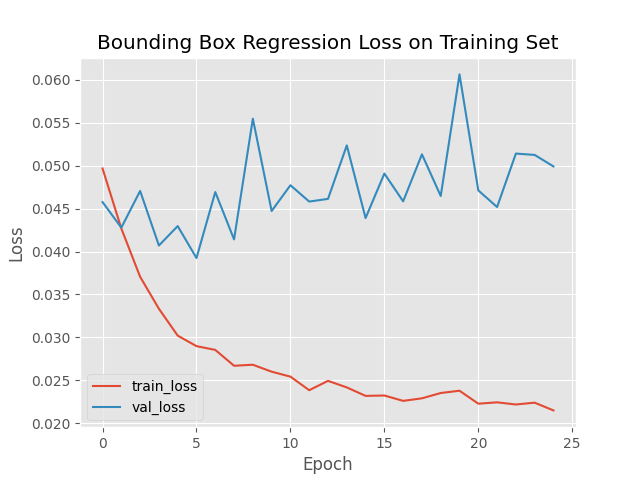 Bounding Box Regression Loss on Training Set
0.060
0.055
0.050
0.045
0.040
0.035
0.030
0.025
0.020
Loss
train_loss
val_loss
0 5 10 15 20 25
Epoch